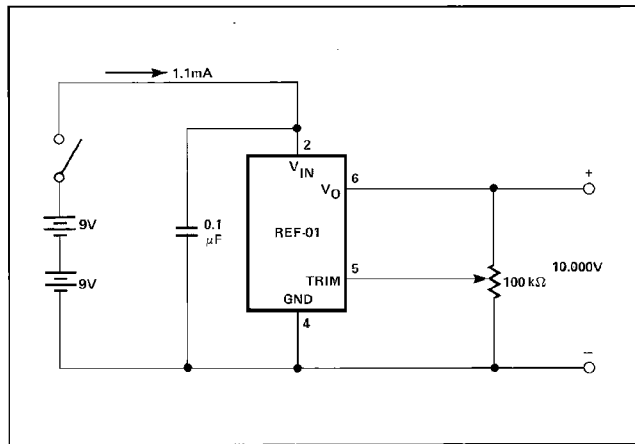 1.1mA
2
V_IN
6
V_O
0.1
µF
REF-01
9V
9V
5
TRIM
GND
4
100 kΩ
10.000V
+
−